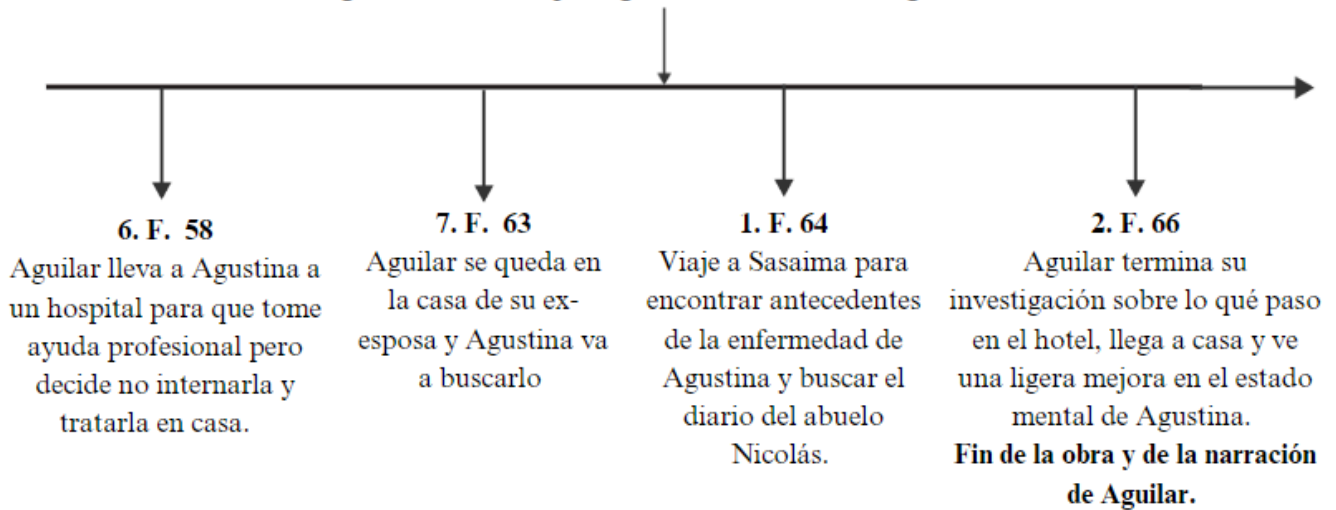 6. F. 58
Aguilar lleva a Agustina a
un hospital para que tome
ayuda profesional pero
decide no internarla y
tratarla en casa.
7. F. 63
Aguilar se queda en
la casa de su ex-
esposa y Agustina va
a buscarlo
1. F. 64
Viaje a Sasaima para
encontrar antecedentes
de la enfermedad de
Agustina y buscar el
diario del abuelo
Nicolás.
2. F. 66
Aguilar termina su
investigación sobre lo qué paso
en el hotel, llega a casa y ve
una ligera mejora en el estado
mental de Agustina.
Fin de la obra y de la narración
de Aguilar.